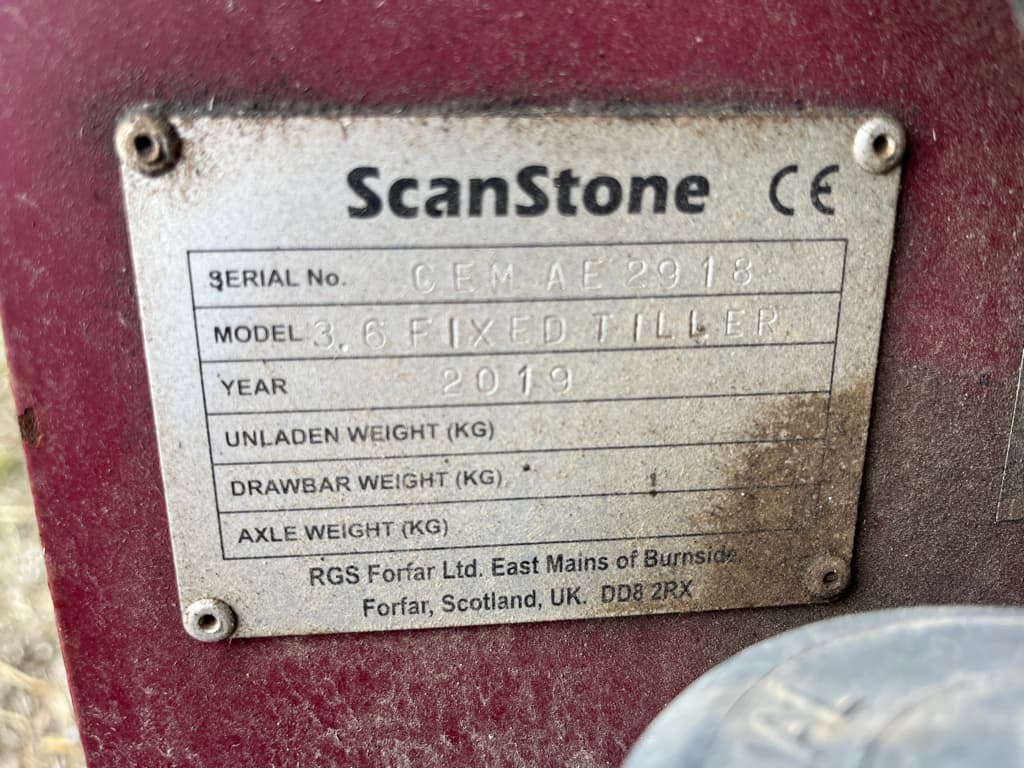 ScanStone CE
SERIAL No. CEM AE 2918
MODEL 3.6 FIXED TILLER
YEAR 2019
UNLADEN WEIGHT (KG)
DRAWBAR WEIGHT (KG)
AXLE WEIGHT (KG)
RGS Forfar Ltd. East Mains of Burnside,
Forfar, Scotland, UK. DD8 2RX